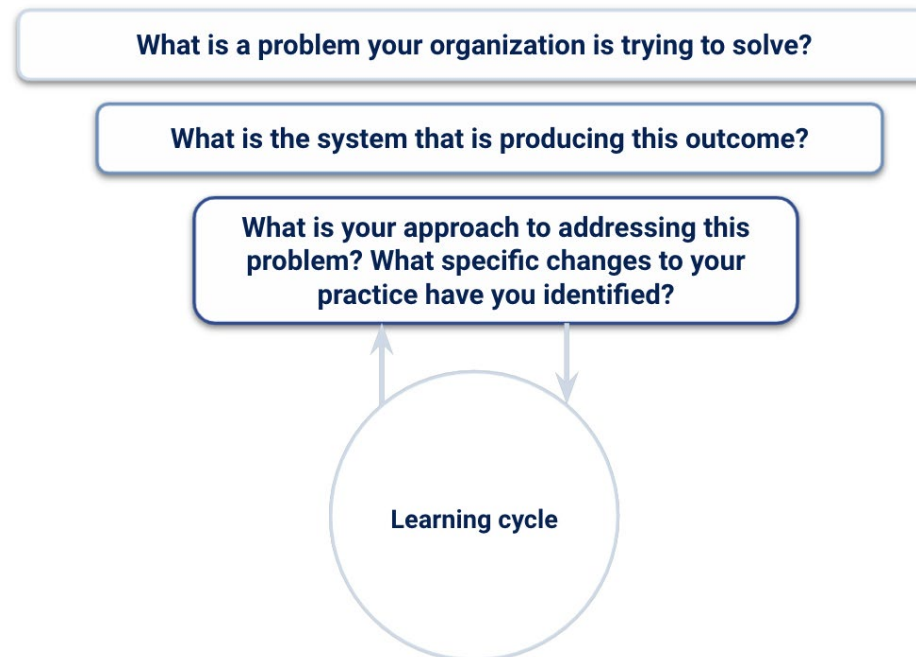 What is a problem your organization is trying to solve?
What is the system that is producing this outcome?
What is your approach to addressing this
problem? What specific changes to your
practice have you identified?
Learning cycle